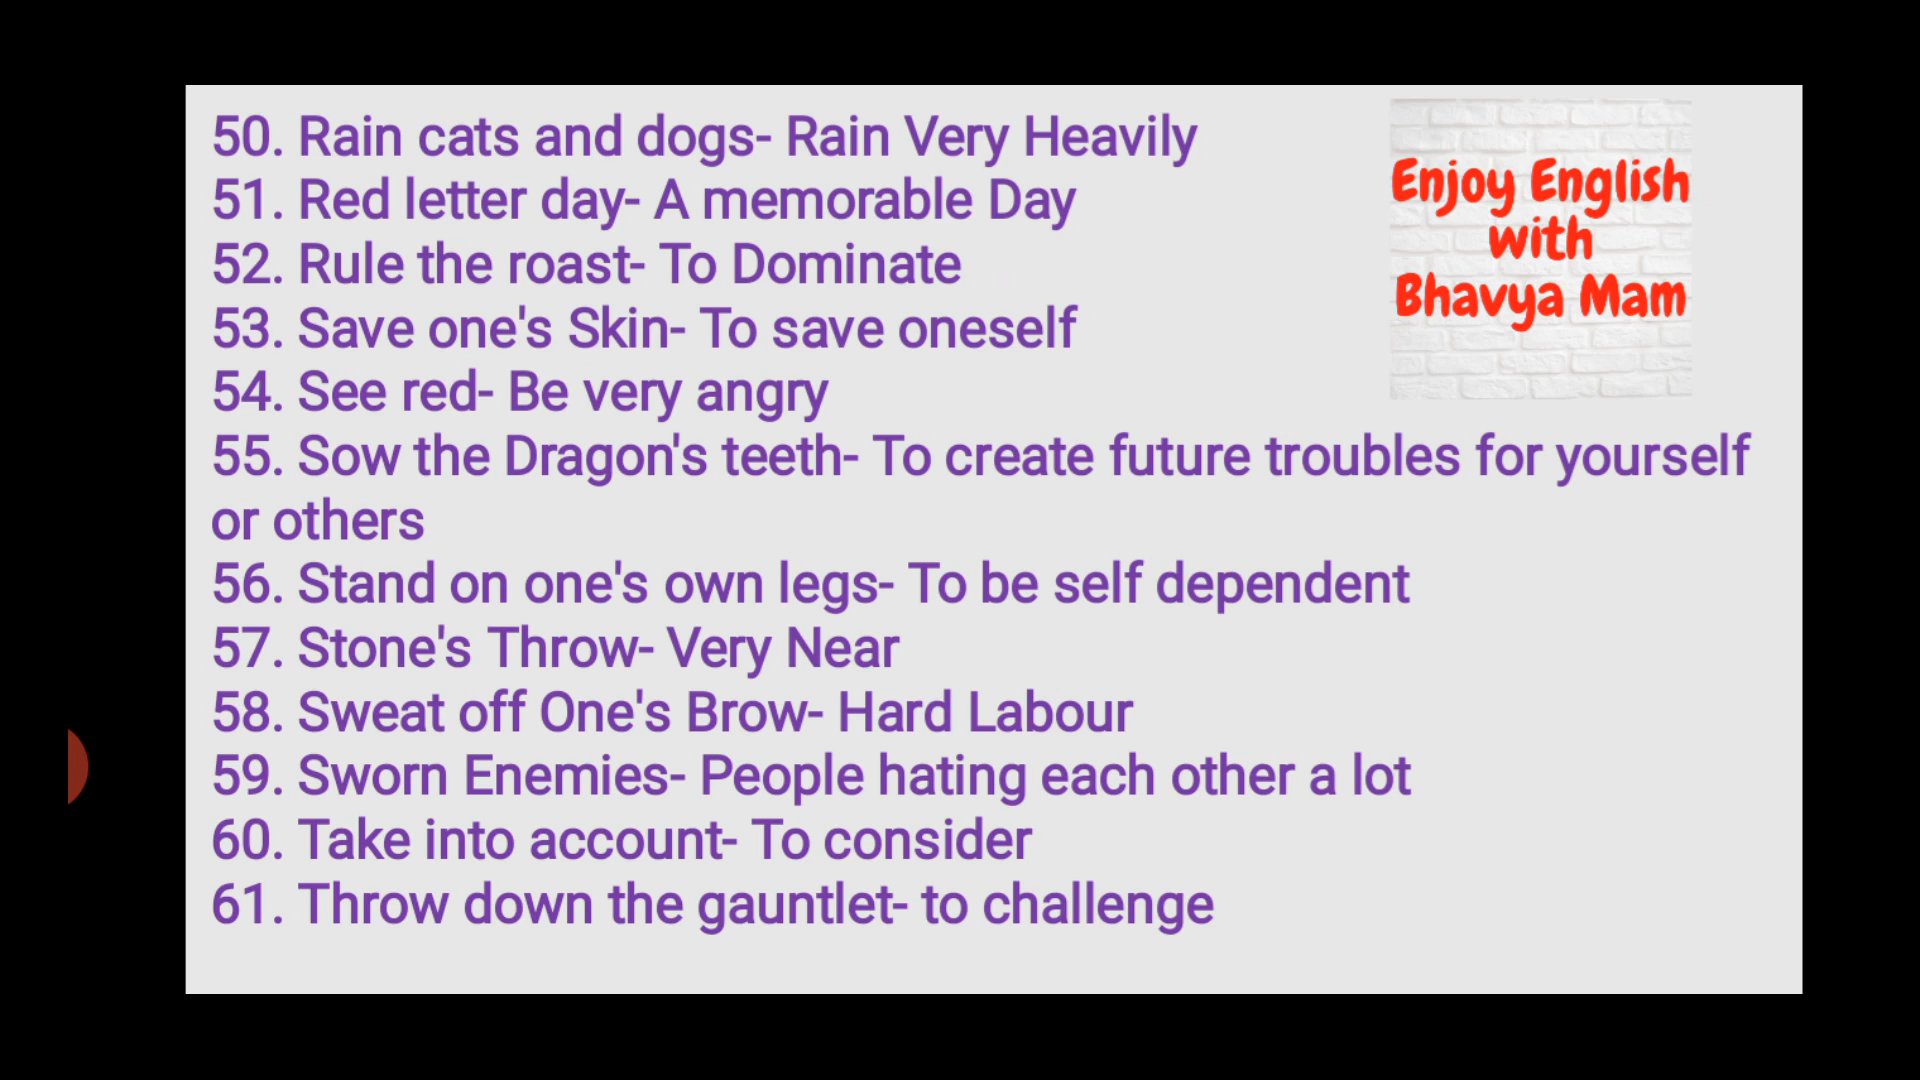 50. Rain cats and dogs- Rain Very Heavily
51. Red letter day- A memorable Day
52. Rule the roast- To Dominate
53. Save one's Skin- To save oneself
54. See red- Be very angry
55. Sow the Dragon's teeth- To create future troubles for yourself
or others
56. Stand on one's own legs- To be self dependent
57. Stone's Throw- Very Near
58. Sweat off One's Brow- Hard Labour
59. Sworn Enemies- People hating each other a lot
60. Take into account- To consider
61. Throw down the gauntlet- to challenge
Enjoy English
with
Bhavya Mam